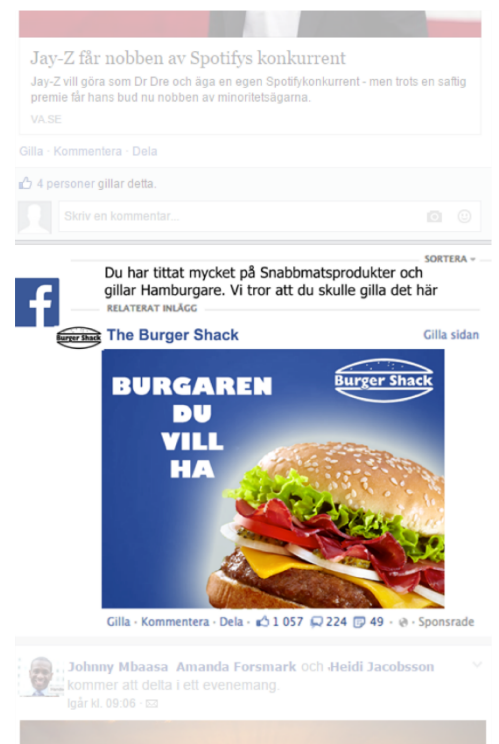 Jay-Z får nobben av Spotifys konkurrent
Jay-Z vill göra som Dr Dre och äga en egen Spotifykonkurrent - men trots en saftig
premie får hans bud nu nobben av minoritetsägarna.
VA.SE
Gilla · Kommentera · Dela
4 personer gillar detta.
Skriv en kommentar...
SORTERA
Du har tittat mycket på Snabbmatsprodukter och
gillar Hamburgare. Vi tror att du skulle gilla det här
RELATERAT INLÄGG
Burger Shack
The Burger Shack
Gilla sidan
BURGAREN
DU
VILL
HA
Burger Shack
Gilla · Kommentera · Dela · 1 057 224 49 · Sponsrade
Johnny Mbaasa Amanda Forsmark och Heidi Jacobsson
kommer att delta i ett evenemang.
Igår kl. 09:06 ·